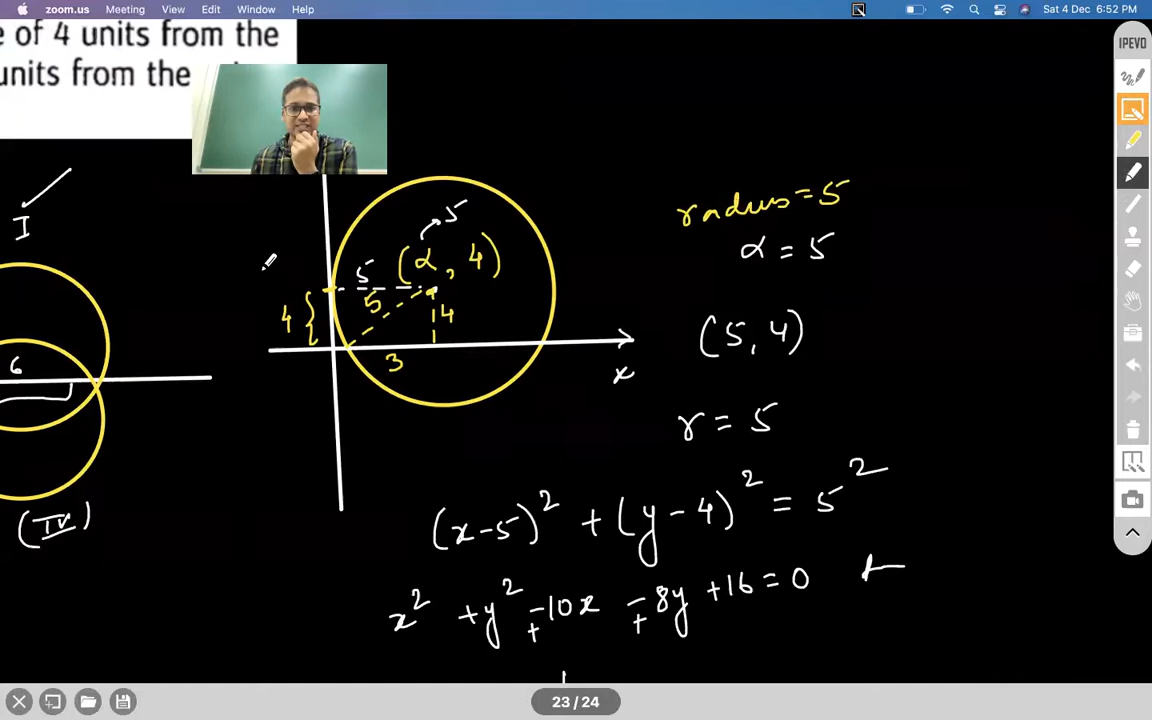 zoom.us Meeting View Edit Window Help Sat 4 Dec 6:52 PM
e of 4 units from the
units from the
IPEVO
I
radius = 5
5
(α, 4)
α = 5
5
5
4
4
3
x
(5, 4)
6
r = 5
(IV)
(x-5)² + (y-4)² = 5²
x² + y² ∓ 10x ∓ 8y + 16 = 0
23 / 24